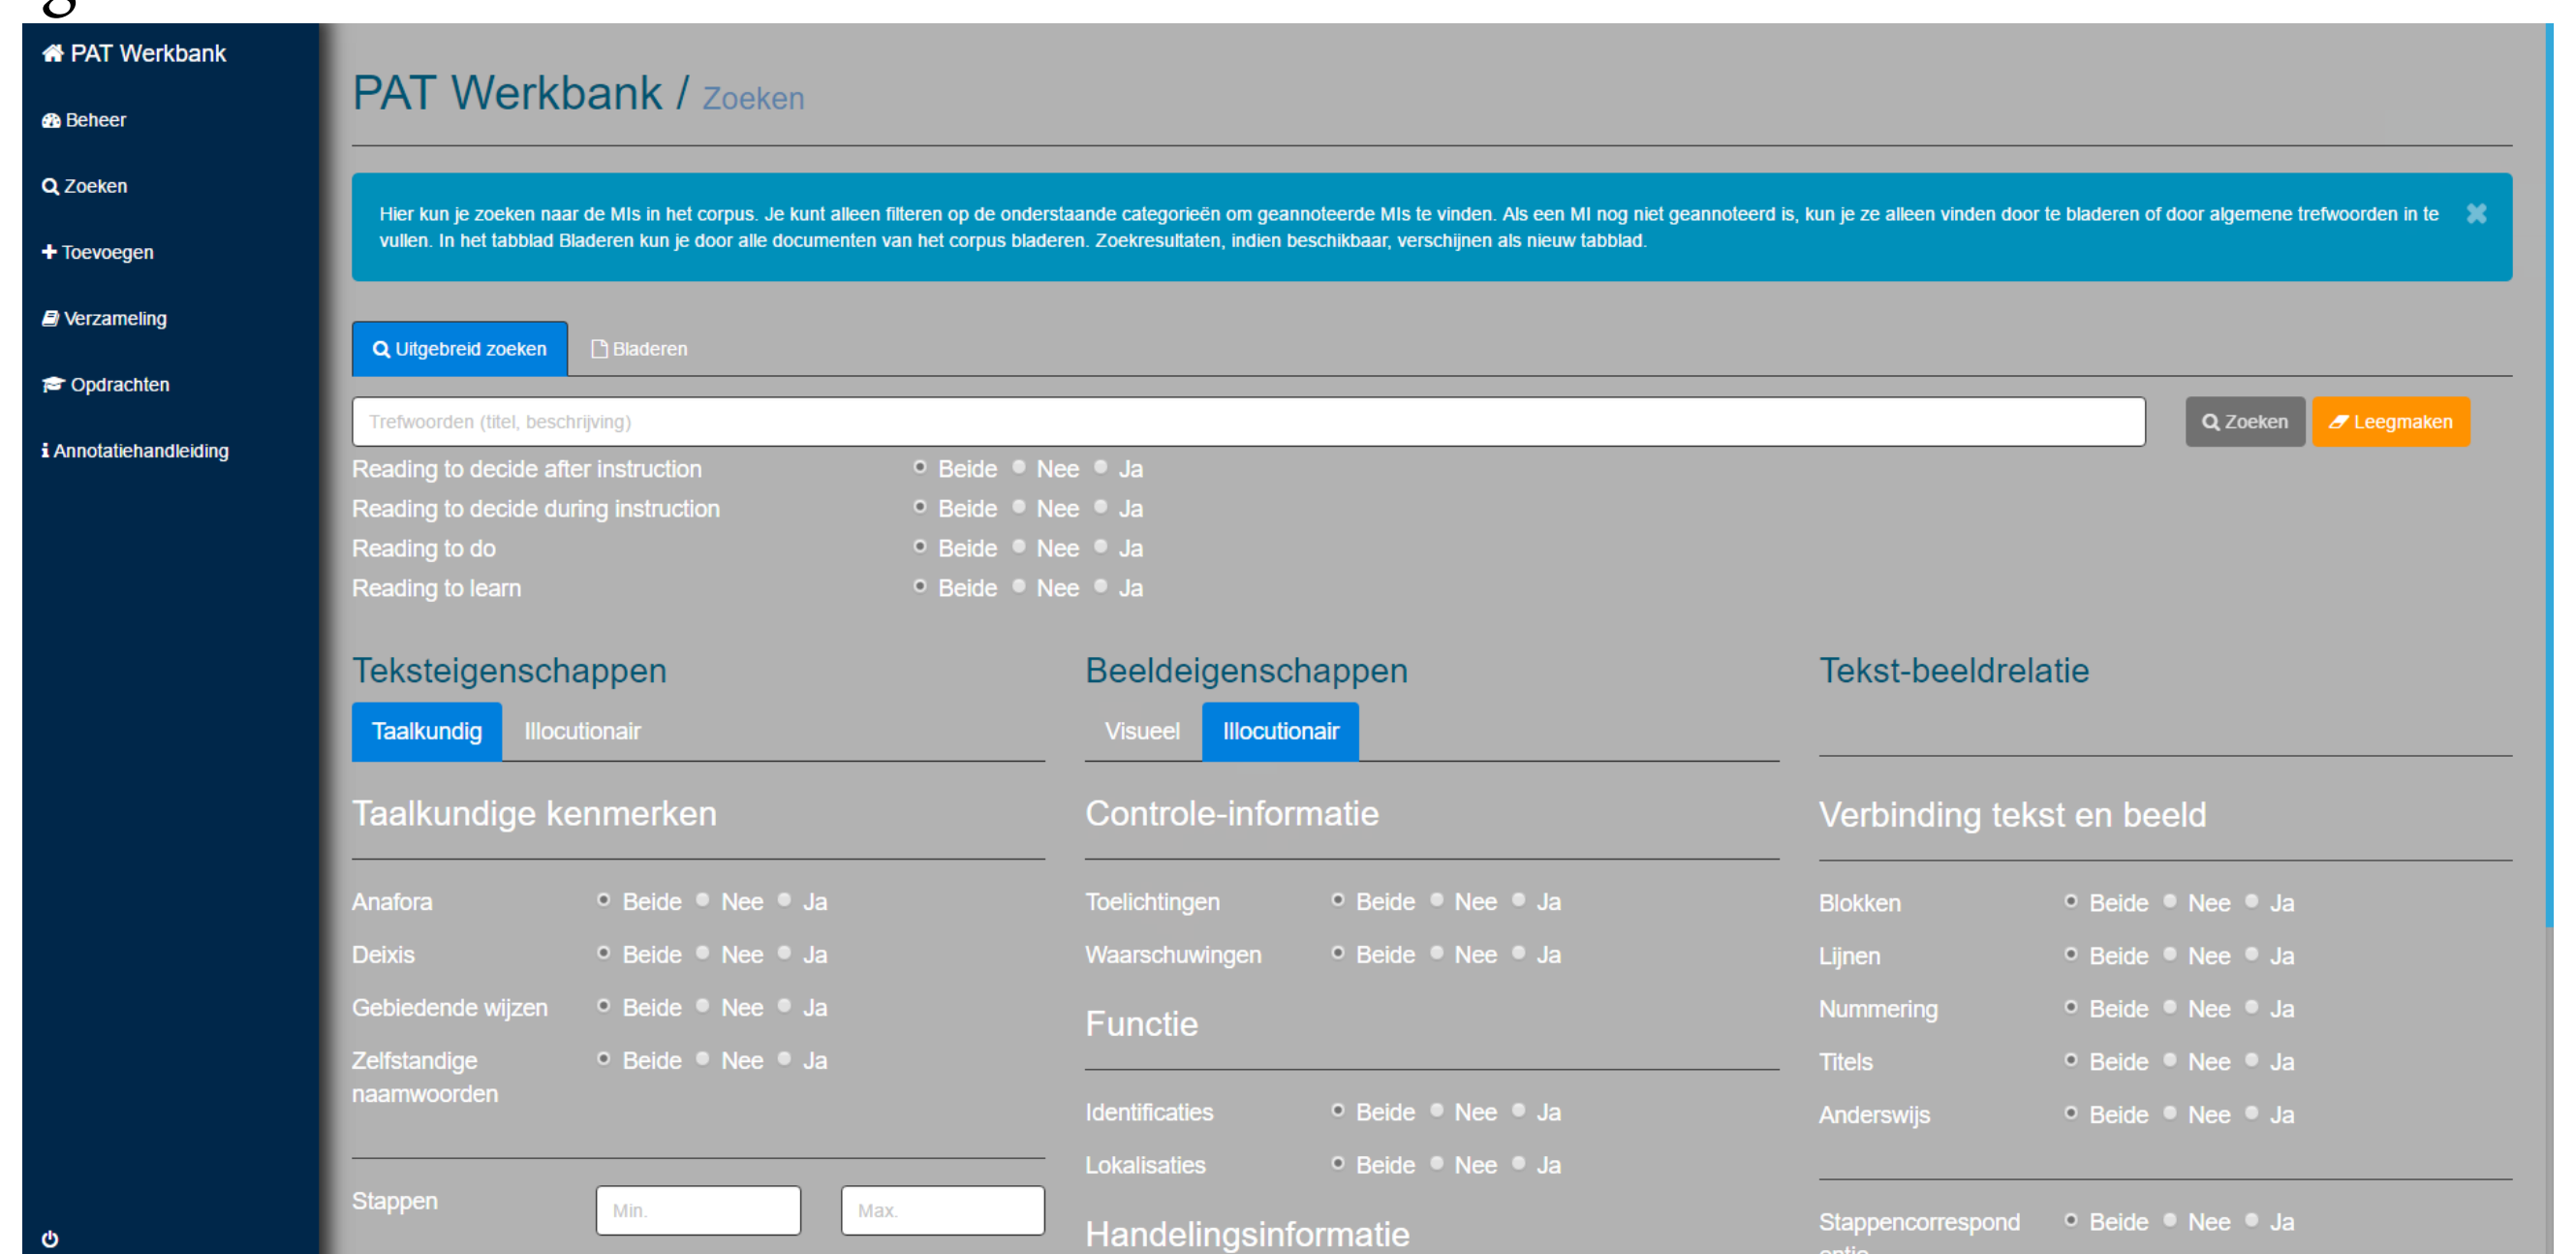 PAT Werkbank
Beheer
Zoeken
Toevoegen
Verzameling
Opdrachten
Annotatiehandleiding
PAT Werkbank / Zoeken
Hier kun je zoeken naar de MIs in het corpus. Je kunt alleen filteren op de onderstaande categorieën om geannoteerde MIs te vinden. Als een MI nog niet geannoteerd is, kun je ze alleen vinden door te bladeren of door algemene trefwoorden in te
vullen. In het tabblad Bladeren kun je door alle documenten van het corpus bladeren. Zoekresultaten, indien beschikbaar, verschijnen als nieuw tabblad.
Uitgebreid zoeken Bladeren
Trefwoorden (titel, beschrijving) Zoeken Leegmaken
Reading to decide after instruction Beide Nee Ja
Reading to decide during instruction Beide Nee Ja
Reading to do Beide Nee Ja
Reading to learn Beide Nee Ja
Teksteigenschappen
Taalkundig Illocutionair
Taalkundige kenmerken
Anafora Beide Nee Ja
Deixis Beide Nee Ja
Gebiedende wijzen Beide Nee Ja
Zelfstandige Beide Nee Ja
naamwoorden
Stappen Min. Max.
Beeldeigenschappen
Visueel Illocutionair
Controle-informatie
Toelichtingen Beide Nee Ja
Waarschuwingen Beide Nee Ja
Functie
Identificaties Beide Nee Ja
Lokalisaties Beide Nee Ja
Handelingsinformatie
Tekst-beeldrelatie
Verbinding tekst en beeld
Blokken Beide Nee Ja
Lijnen Beide Nee Ja
Nummering Beide Nee Ja
Titels Beide Nee Ja
Anderswijs Beide Nee Ja
Stappencorrespond Beide Nee Ja